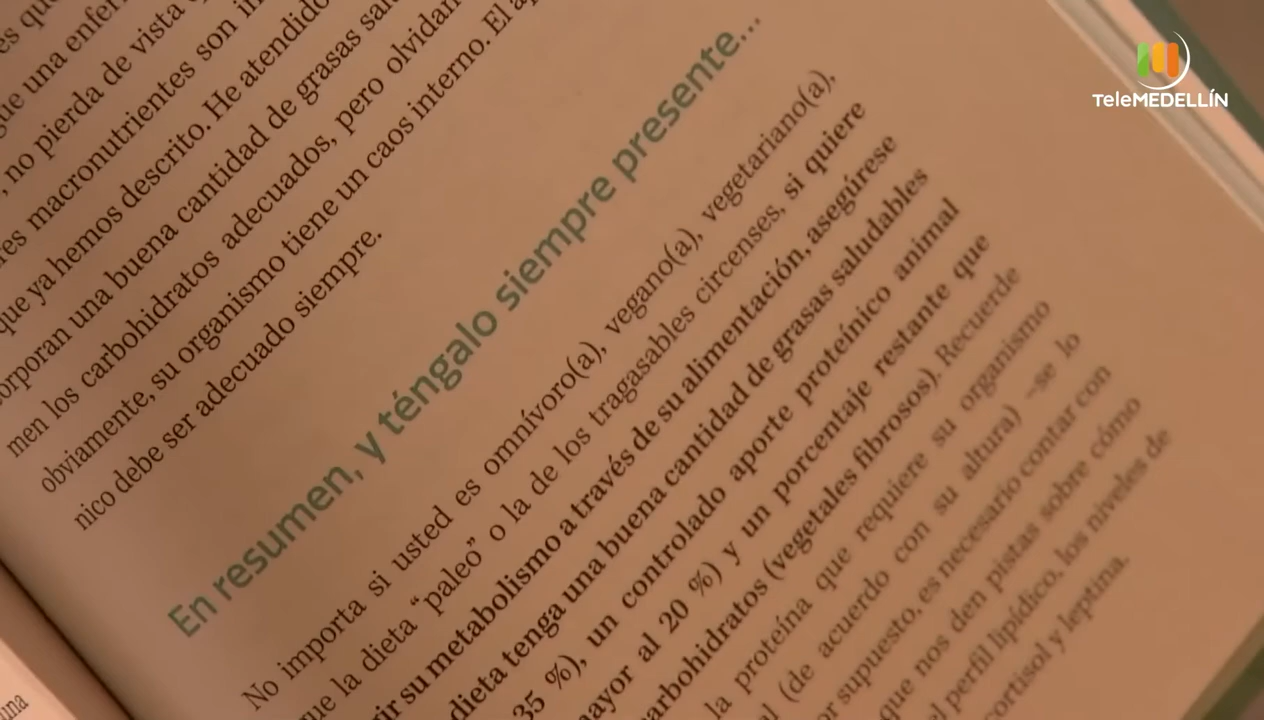 es que
que una enfer
, no pierda de vista
res macronutrientes son in
que ya hemos descrito. He atendido
orporan una buena cantidad de grasas
men los carbohidratos adecuados, pero olvidan
obviamente, su organismo tiene un caos interno. El
nico debe ser adecuado siempre.
En resumen, y téngalo siempre presente...
No importa si usted es omnívoro(a), vegano(a), vegetariano(a),
que la dieta “paleo” o la de los tragasables circenses, si quiere
rir su metabolismo a través de su alimentación, asegúrese
dieta tenga una buena cantidad de grasas saludables
35 %), un controlado aporte proteínico animal
mayor al 20 %) y un porcentaje restante que
carbohidratos (vegetales fibrosos). Recuerde
la proteína que requiere su organismo
al (de acuerdo con su altura) –se lo
or supuesto, es necesario contar con
que nos den pistas sobre cómo
el perfil lipídico, los niveles de
cortisol y leptina.
una
TeleMEDELLÍN